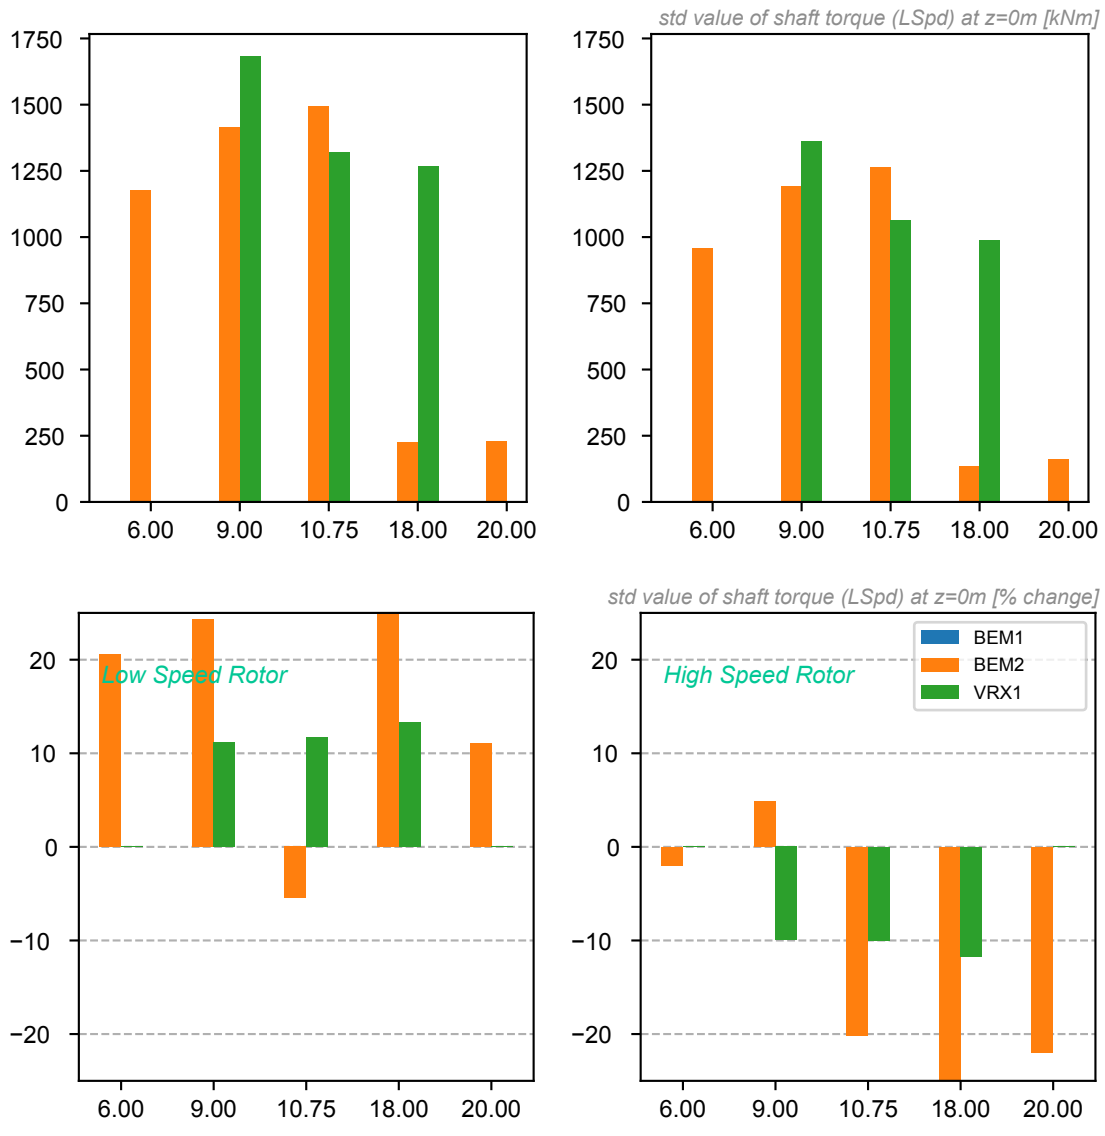 std value of shaft torque (LSpd) at z=0m [kNm]
1750
1500
1250
1000
750
500
250
0
6.00 9.00 10.75 18.00 20.00
1750
1500
1250
1000
750
500
250
0
6.00 9.00 10.75 18.00 20.00
std value of shaft torque (LSpd) at z=0m [% change]
Low Speed Rotor
20
10
0
−10
−20
6.00 9.00 10.75 18.00 20.00
High Speed Rotor
BEM1
BEM2
VRX1
20
10
0
−10
−20
6.00 9.00 10.75 18.00 20.00